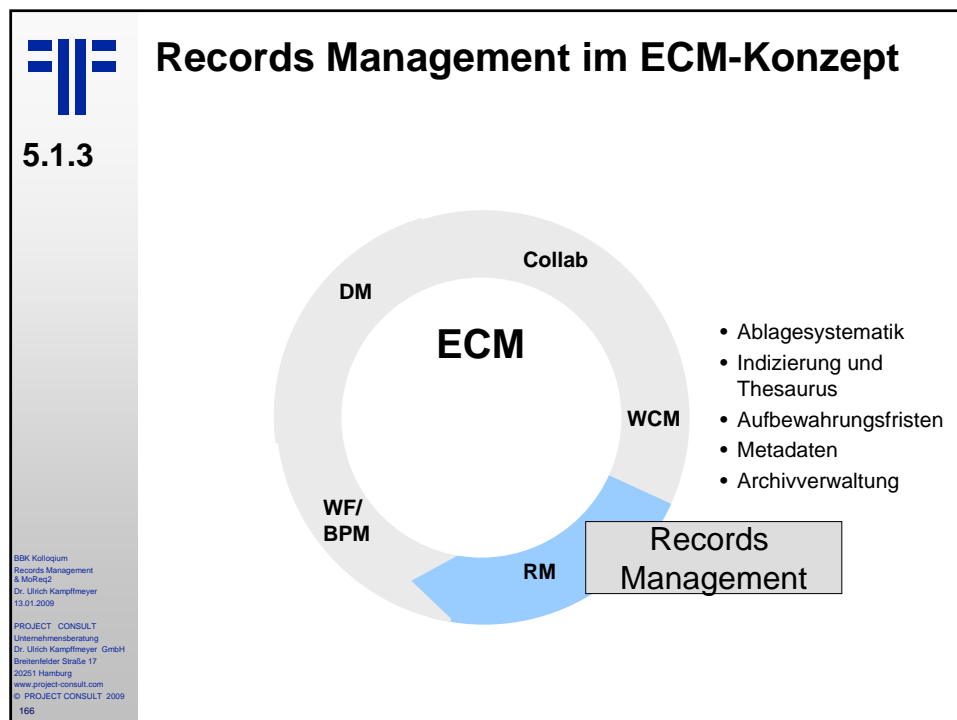 Records Management im ECM-Konzept
5.1.3
Collab
DM
ECM
WCM
WF/
BPM
RM
Records
Management
• Ablagesystematik
• Indizierung und
Thesaurus
• Aufbewahrungsfristen
• Metadaten
• Archivverwaltung
BBK Kolloqium
Records Management
& MoReq2
Dr. Ulrich Kampffmeyer
13.01.2009
PROJECT CONSULT
Unternehmensberatung
Dr. Ulrich Kampffmeyer GmbH
Breitenfelder Straße 17
20251 Hamburg
www.project-consult.com
© PROJECT CONSULT 2009
166